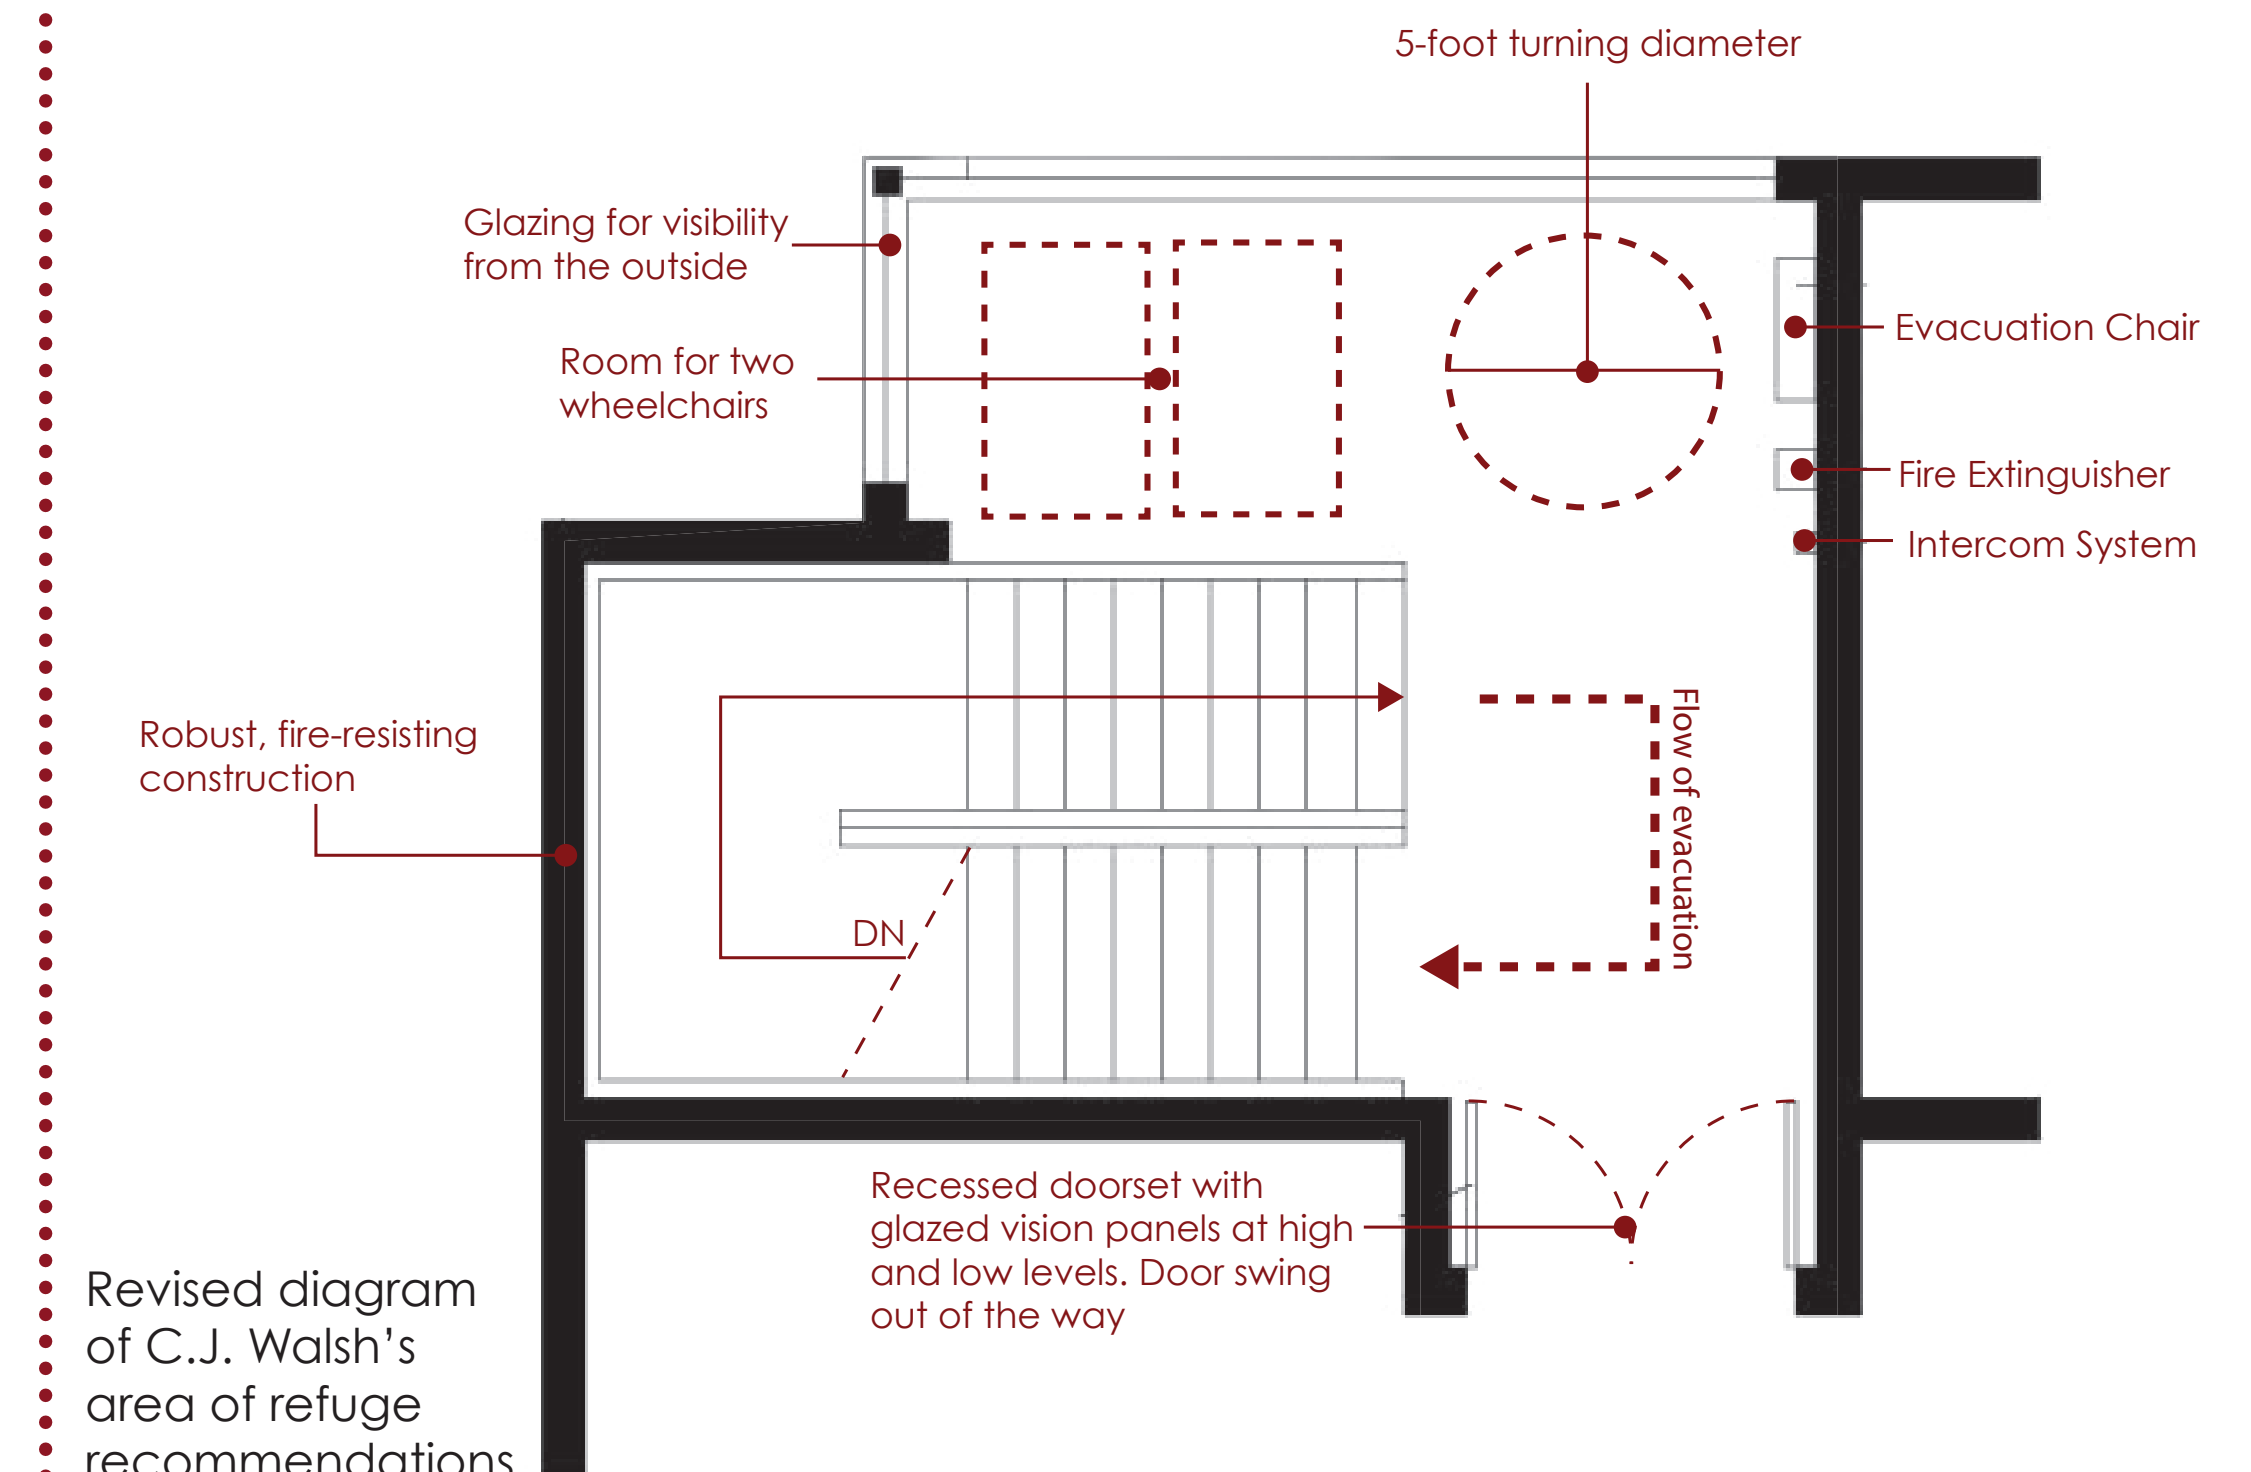 5-foot turning diameter
Glazing for visibility
from the outside
Room for two
wheelchairs
Evacuation Chair
Fire Extinguisher
Intercom System
Robust, fire-resisting
construction
Flow of evacuation
DN
Recessed doorset with
glazed vision panels at high
and low levels. Door swing
out of the way
Revised diagram
of C.J. Walsh’s
area of refuge
recommendations